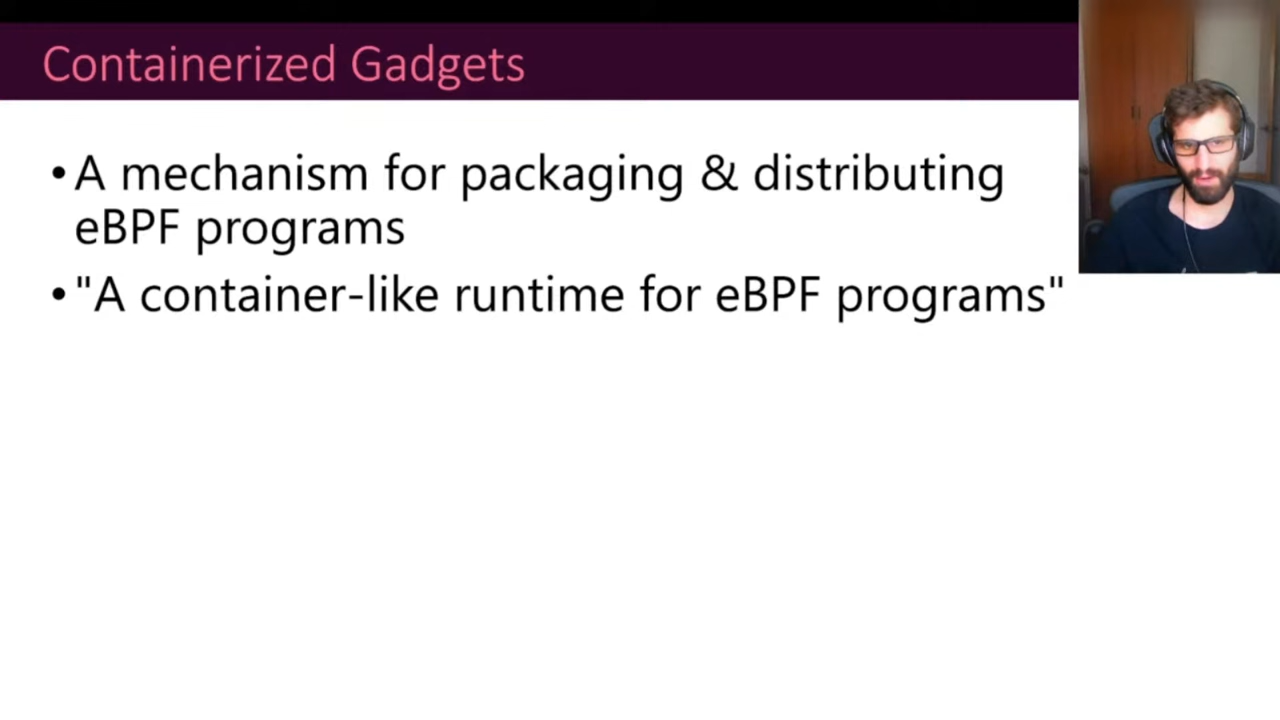 Containerized Gadgets
•A mechanism for packaging & distributing
eBPF programs
•"A container-like runtime for eBPF programs"